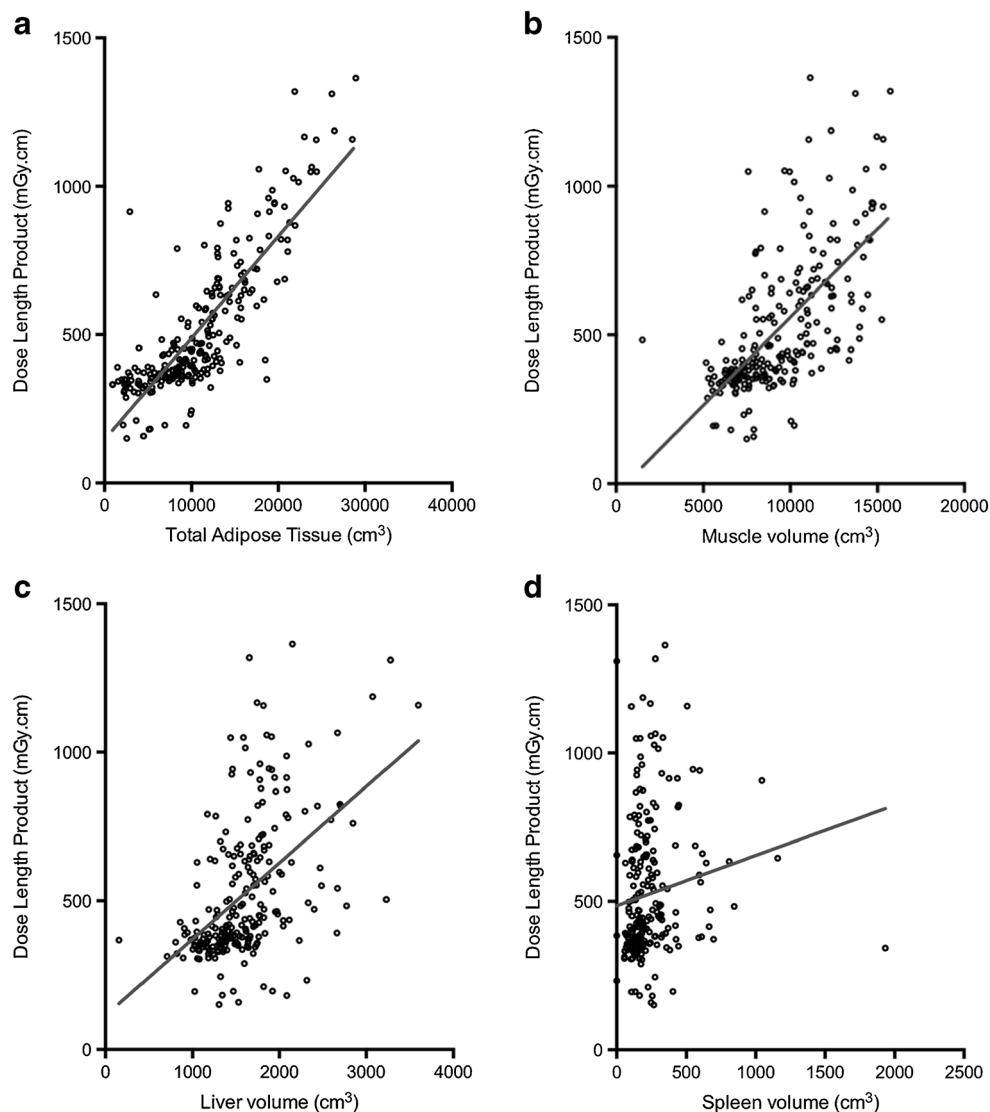 a
1500
1000
500
0
Dose Length Product (mGy.cm)
0 10000 20000 30000 40000
Total Adipose Tissue (cm³)
b
1500
1000
500
0
Dose Length Product (mGy.cm)
0 5000 10000 15000 20000
Muscle volume (cm³)
c
1500
1000
500
0
Dose Length Product (mGy.cm)
0 1000 2000 3000 4000
Liver volume (cm³)
d
1500
1000
500
0
Dose Length Product (mGy.cm)
0 500 1000 1500 2000 2500
Spleen volume (cm³)